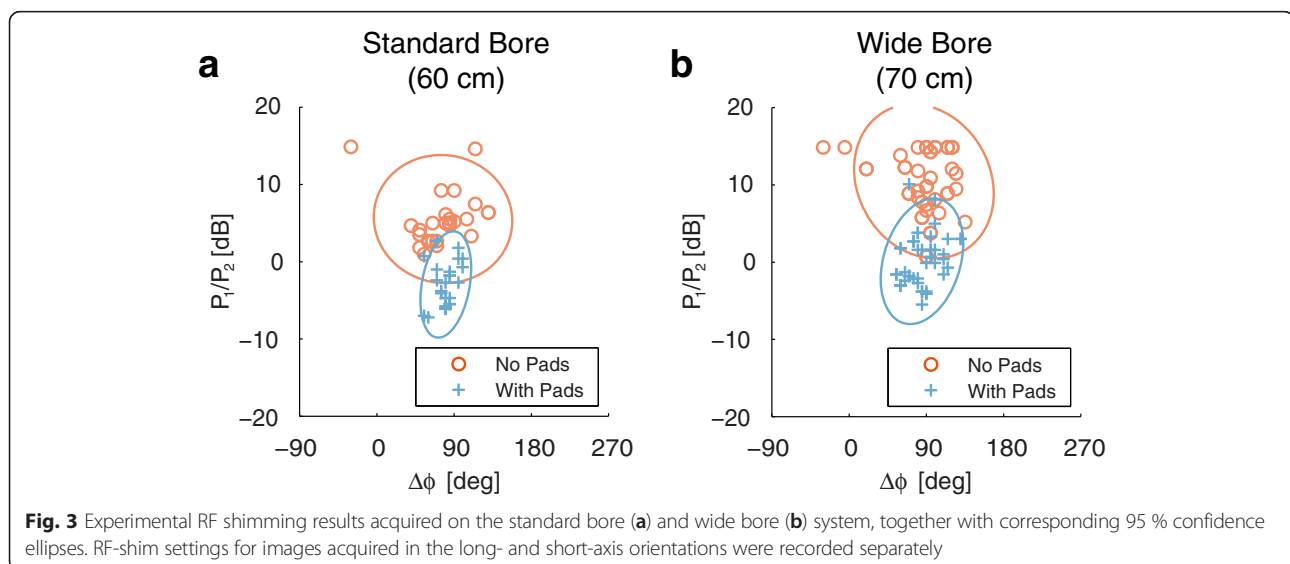 a
Standard Bore
(60 cm)
20
10
0
−10
−20
P1/P2 [dB]
No Pads
With Pads
−90 0 90 180 270
Δϕ [deg]
b
Wide Bore
(70 cm)
20
10
0
−10
−20
P1/P2 [dB]
No Pads
With Pads
−90 0 90 180 270
Δϕ [deg]
Fig. 3 Experimental RF shimming results acquired on the standard bore (a) and wide bore (b) system, together with corresponding 95 % confidence
ellipses. RF-shim settings for images acquired in the long- and short-axis orientations were recorded separately